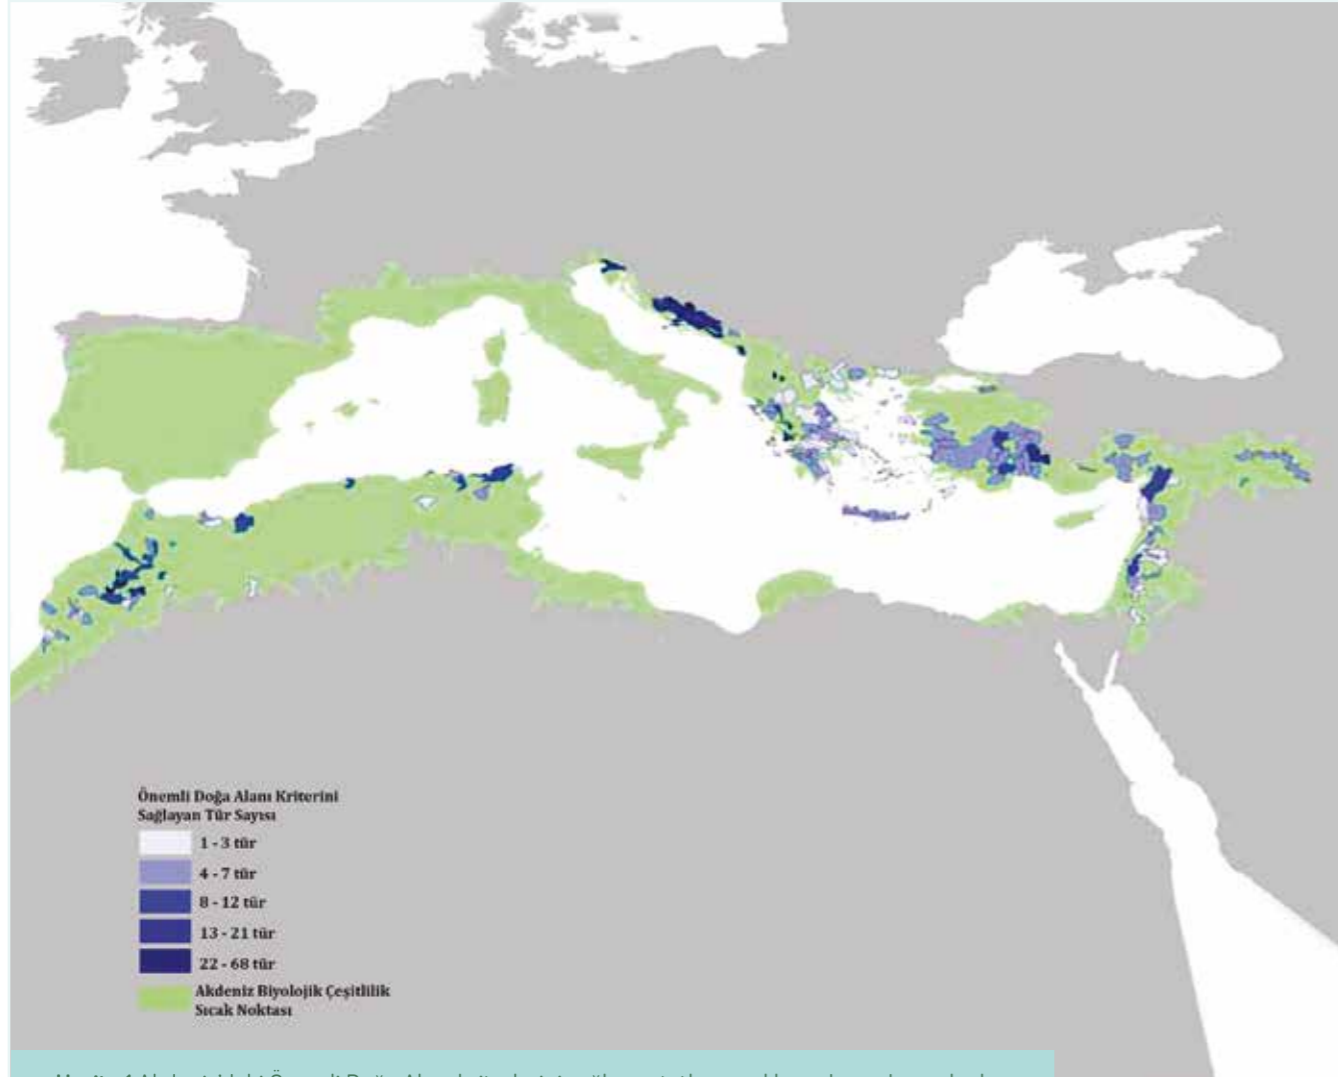 Önemli Doğa Alanı Kriterini
Sağlayan Tür Sayısı
1 - 3 tür
4 - 7 tür
8 - 12 tür
13 - 21 tür
22 - 68 tür
Akdeniz Biyolojik Çeşitlilik
Sıcak Noktası